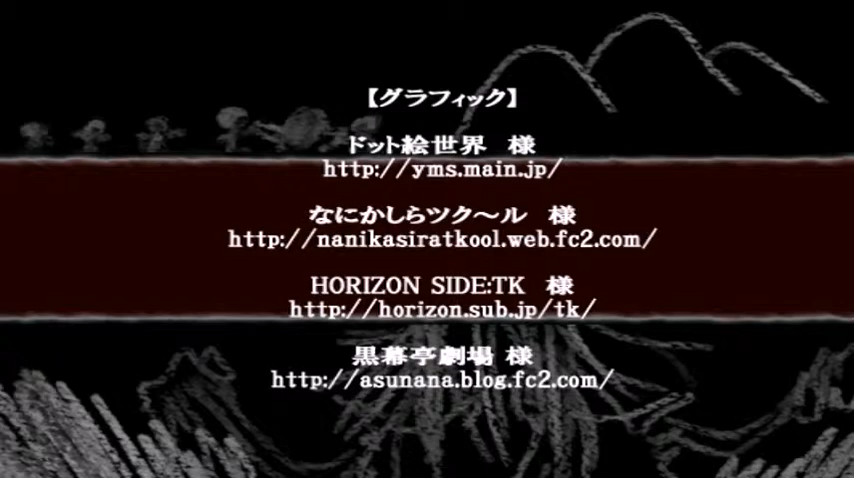 【グラフィック】
ドット絵世界　様
http://yms.main.jp/
なにかしらツク～ル　様
http://nanikasiratkool.web.fc2.com/
HORIZON SIDE:TK　様
http://horizon.sub.jp/tk/
黒幕亭劇場 様
http://asunana.blog.fc2.com/